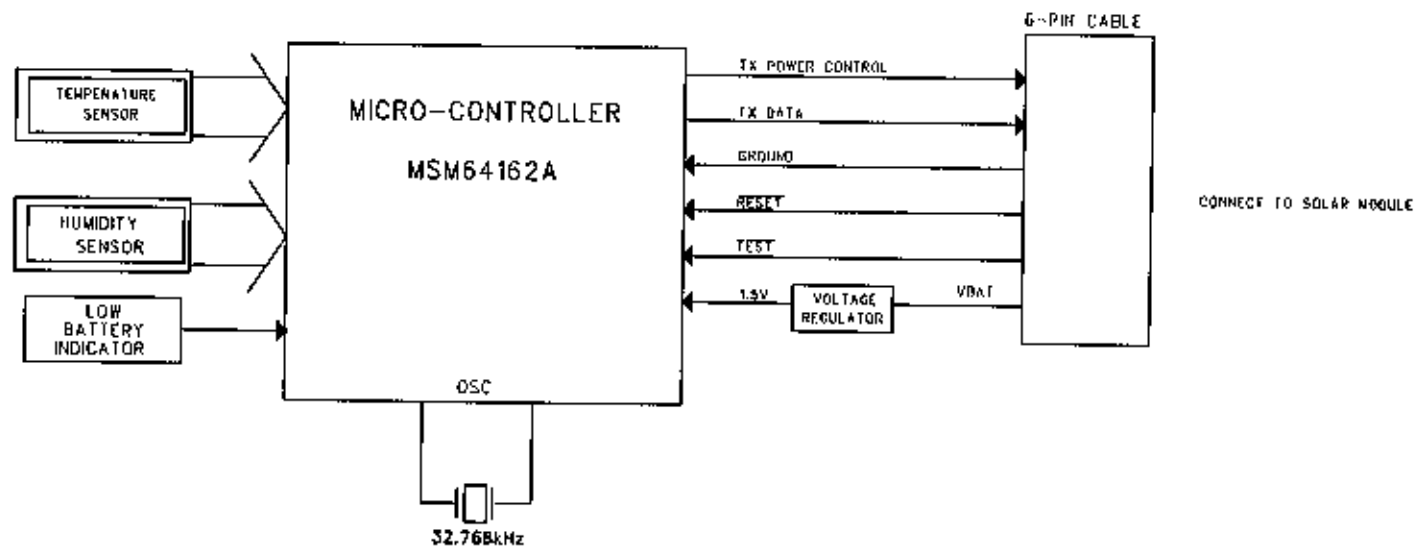 6-PIN CABLE
TEMPERATURE
SENSOR
HUMIDITY
SENSOR
LOW
BATTERY
INDICATOR
MICRO-CONTROLLER
MSM64162A
OSC
32.768kHz
TX POWER CONTROL
TX DATA
GROUND
RESET
TEST
1.5V
VOLTAGE
REGULATOR
VBAT
CONNECT TO SOLAR MODULE